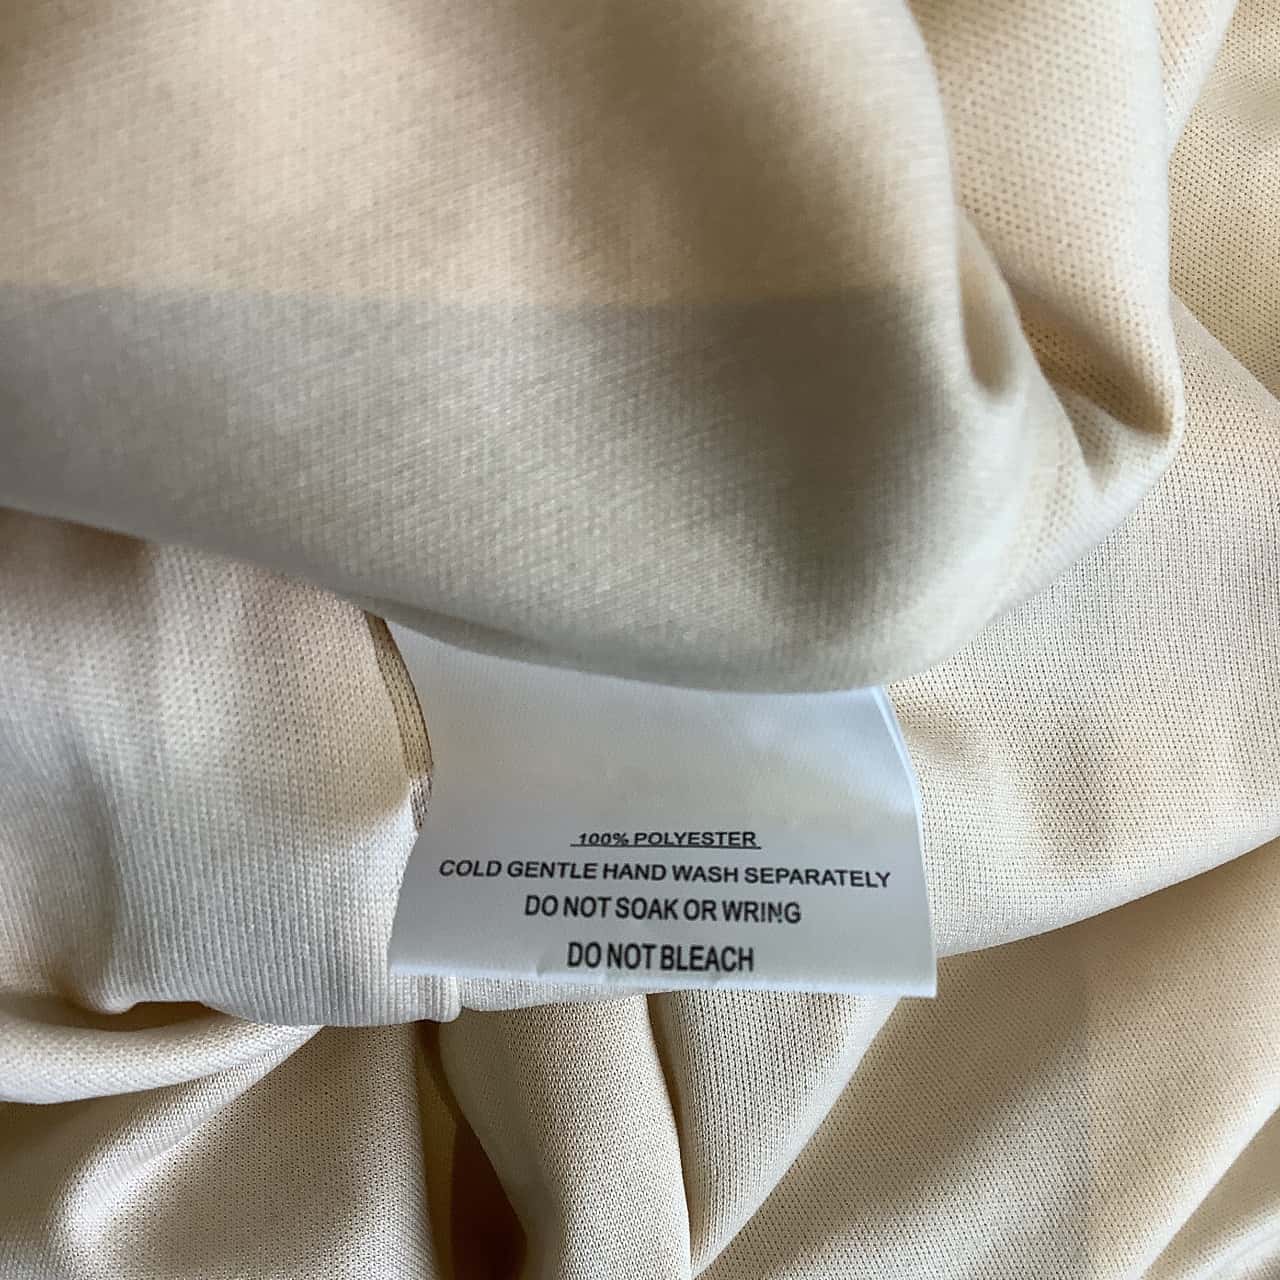 100% POLYESTER
COLD GENTLE HAND WASH SEPARATELY
DO NOT SOAK OR WRING
DO NOT BLEACH